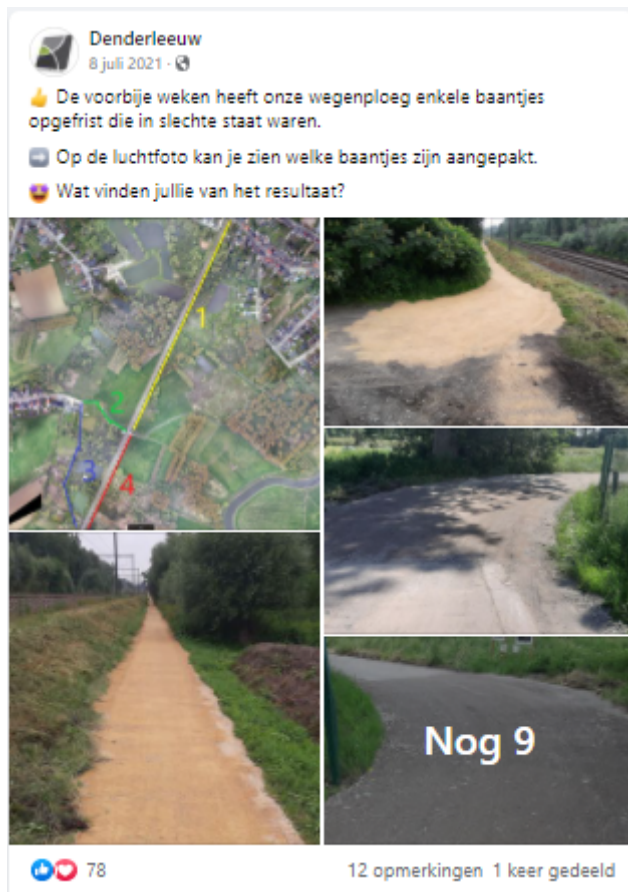 Denderleeuw
8 juli 2021 ·
👍 De voorbije weken heeft onze wegenploeg enkele baantjes
opgefrist die in slechte staat waren.
➡️ Op de luchtfoto kan je zien welke baantjes zijn aangepakt.
🤩 Wat vinden jullie van het resultaat?
1
2
3
4
Nog 9
78
12 opmerkingen 1 keer gedeeld